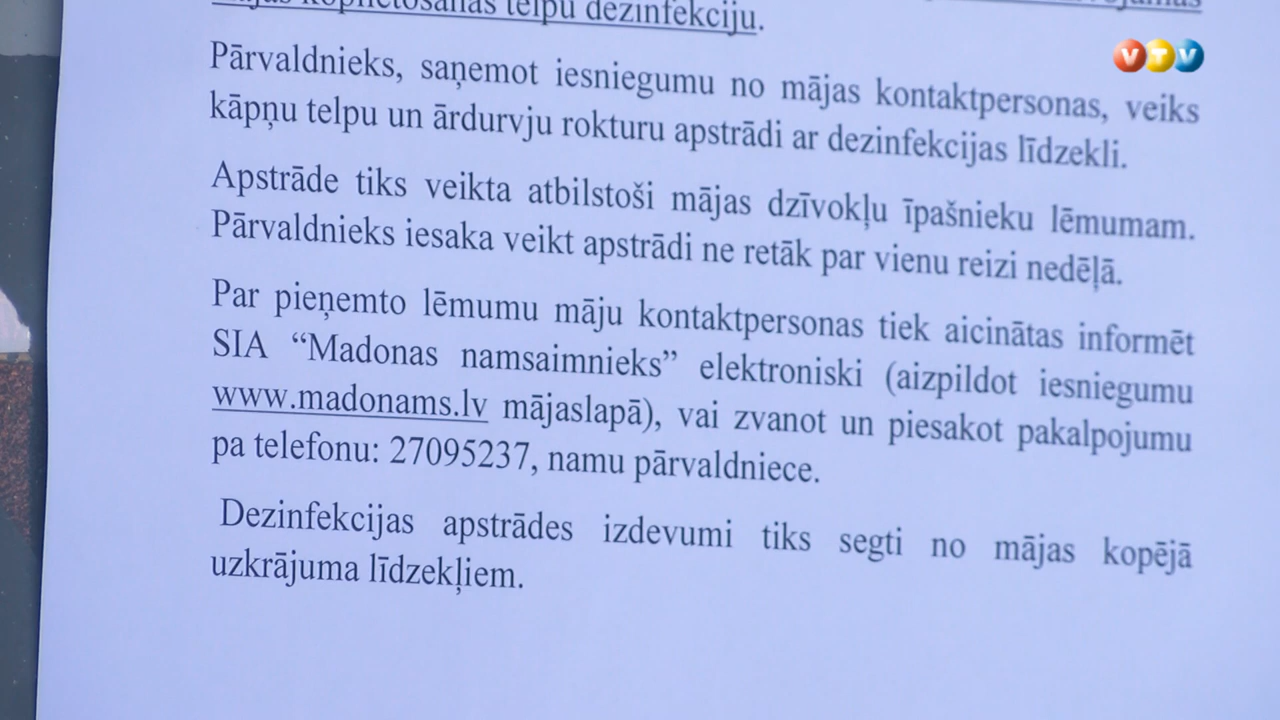 telpu dezinfekciju.
VTV
Pārvaldnieks, saņemot iesniegumu no mājas kontaktpersonas, veiks
kāpņu telpu un ārdurvju rokturu apstrādi ar dezinfekcijas līdzekli.
Apstrāde tiks veikta atbilstoši mājas dzīvokļu īpašnieku lēmumam.
Pārvaldnieks iesaka veikt apstrādi ne retāk par vienu reizi nedēļā.
Par pieņemto lēmumu māju kontaktpersonas tiek aicinātas informēt
SIA “Madonas namsaimnieks” elektroniski (aizpildot iesniegumu
www.madonams.lv mājaslapā), vai zvanot un piesakot pakalpojumu
pa telefonu: 27095237, namu pārvaldniece.
Dezinfekcijas apstrādes izdevumi tiks segti no mājas kopējā
uzkrājuma līdzekļiem.